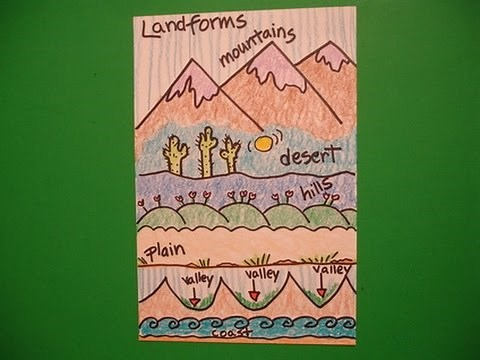 Landforms
mountains
desert
hills
Plain
valley valley valley
coast